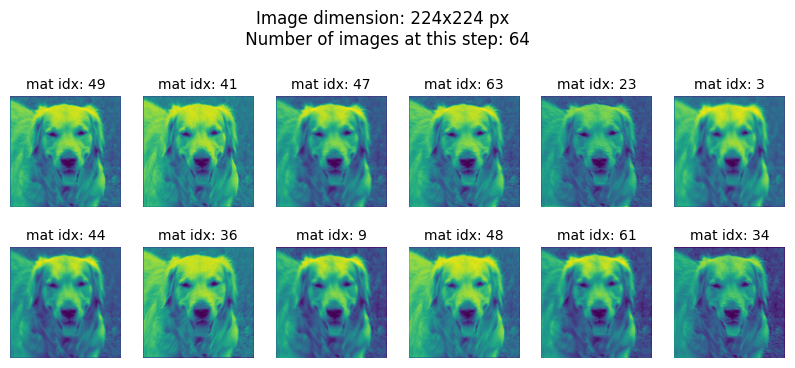 Image dimension: 224x224 px
Number of images at this step: 64
mat idx: 49
mat idx: 41
mat idx: 47
mat idx: 63
mat idx: 23
mat idx: 3
mat idx: 44
mat idx: 36
mat idx: 9
mat idx: 48
mat idx: 61
mat idx: 34